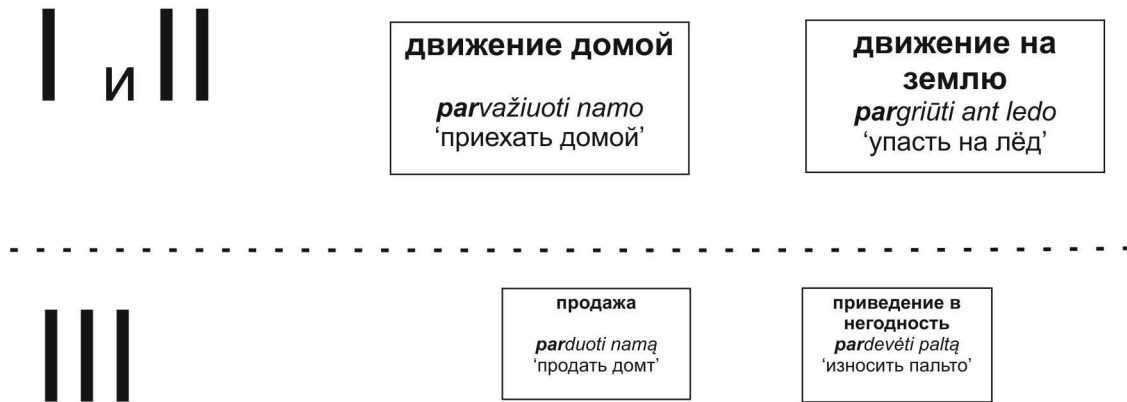 I и II
движение домой
parvažiuoti namo
‘приехать домой’
движение на
землю
pargriūti ant ledo
‘упасть на лёд’
III
продажа
parduoti namą
‘продать домт’
приведение в
негодность
pardevėti paltą
‘износить пальто’